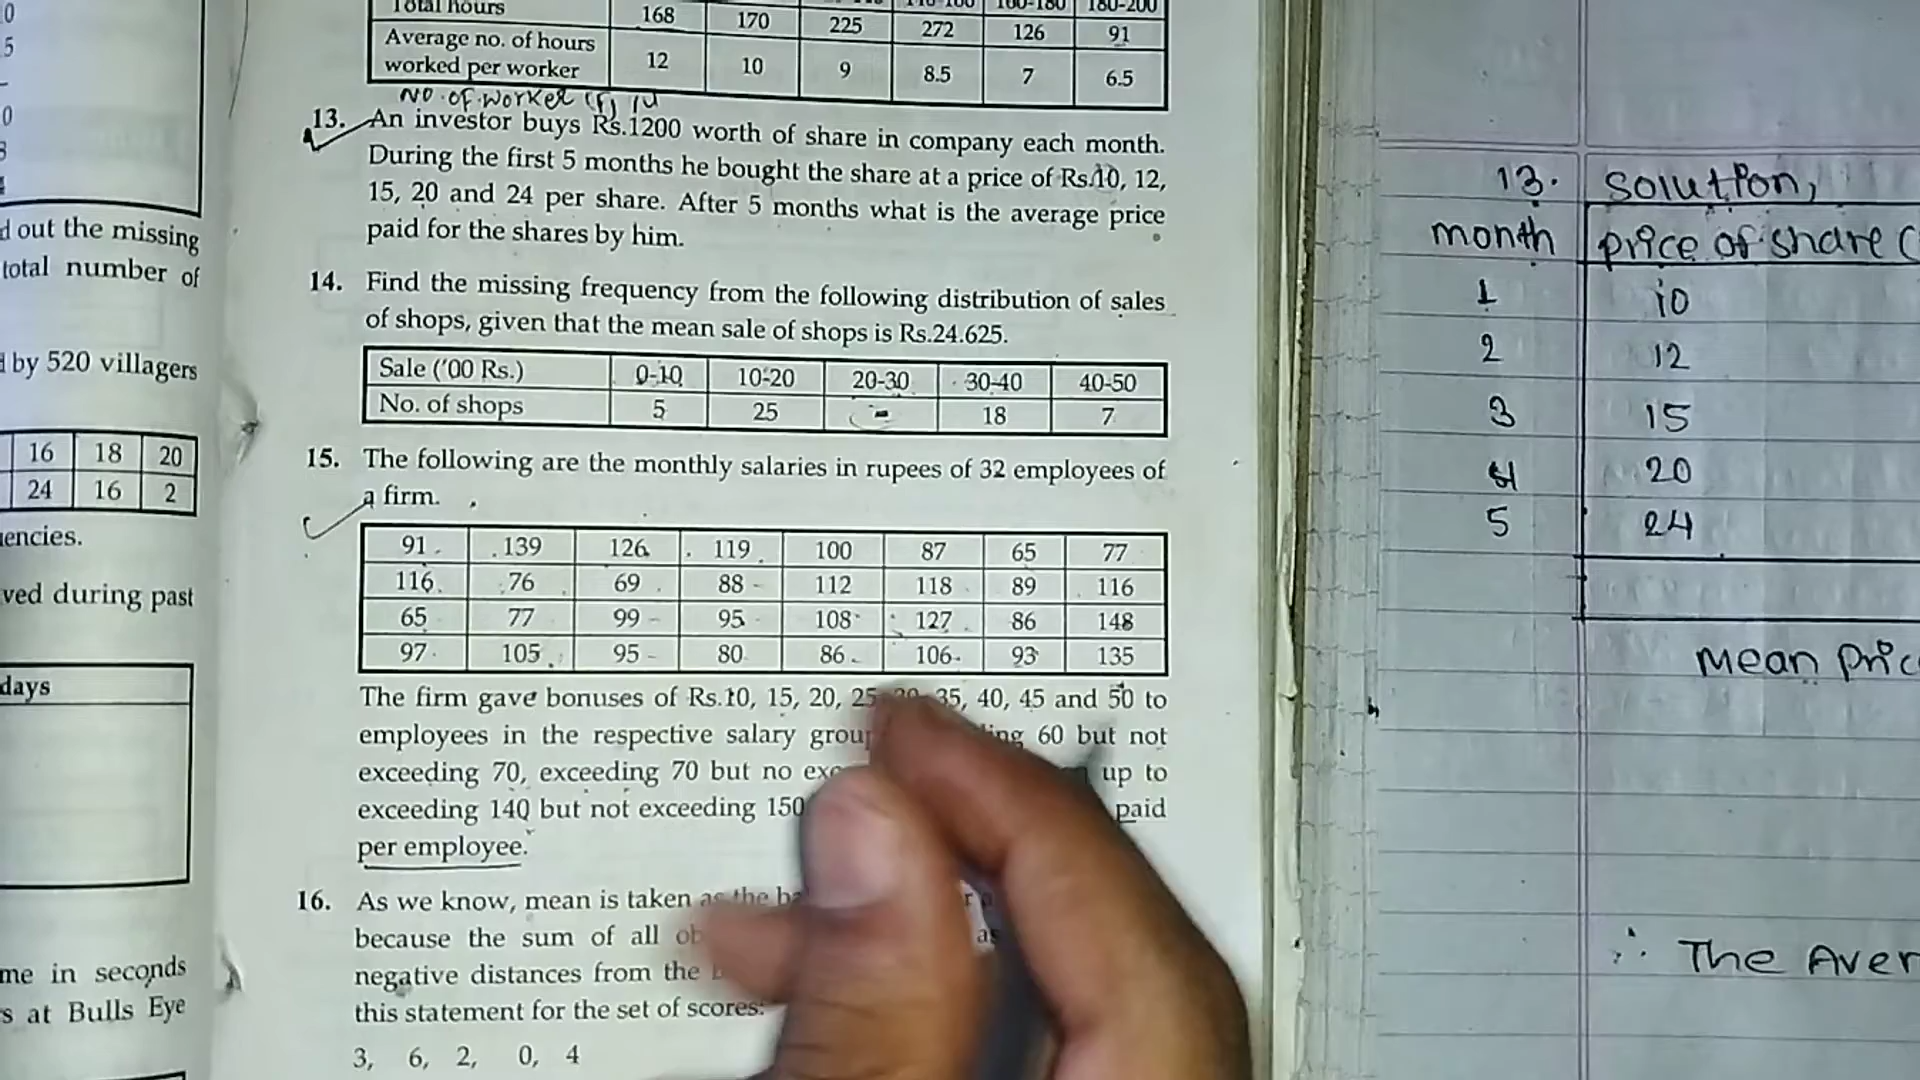 0
5
0
d out the missing
total number of
d by 520 villagers
16 18 20
24 16 2
encies.
ved during past
days
me in seconds
s at Bulls Eye
Total hours 168 170 225 272 126 91
160-180 180-200
Average no. of hours
worked per worker 12 10 9 8.5 7 6.5
No. of worker (f) 14
13. An investor buys Rs.1200 worth of share in company each month.
During the first 5 months he bought the share at a price of Rs.10, 12,
15, 20 and 24 per share. After 5 months what is the average price
paid for the shares by him.
14. Find the missing frequency from the following distribution of sales
of shops, given that the mean sale of shops is Rs.24.625.
Sale ('00 Rs.) 0-10 10-20 20-30 30-40 40-50
No. of shops 5 25 - 18 7
15. The following are the monthly salaries in rupees of 32 employees of
a firm.
91 139 126 119 100 87 65 77
116 76 69 88 112 118 89 116
65 77 99 95 108 127 86 148
97 105 95 80 86 106 93 135
The firm gave bonuses of Rs.10, 15, 20, 25, 35, 40, 45 and 50 to
employees in the respective salary 60 but not
exceeding 70, exceeding 70 but no up to
exceeding 140 but not exceeding 150 paid
per employee.
16. As we know, mean is taken as the
because the sum of all
negative distances from the
this statement for the set of scores:
3, 6, 2, 0, 4
13. Solution,
month price of share (
1 10
2 12
3 15
4 20
5 24
Mean pric
∴ The Aver